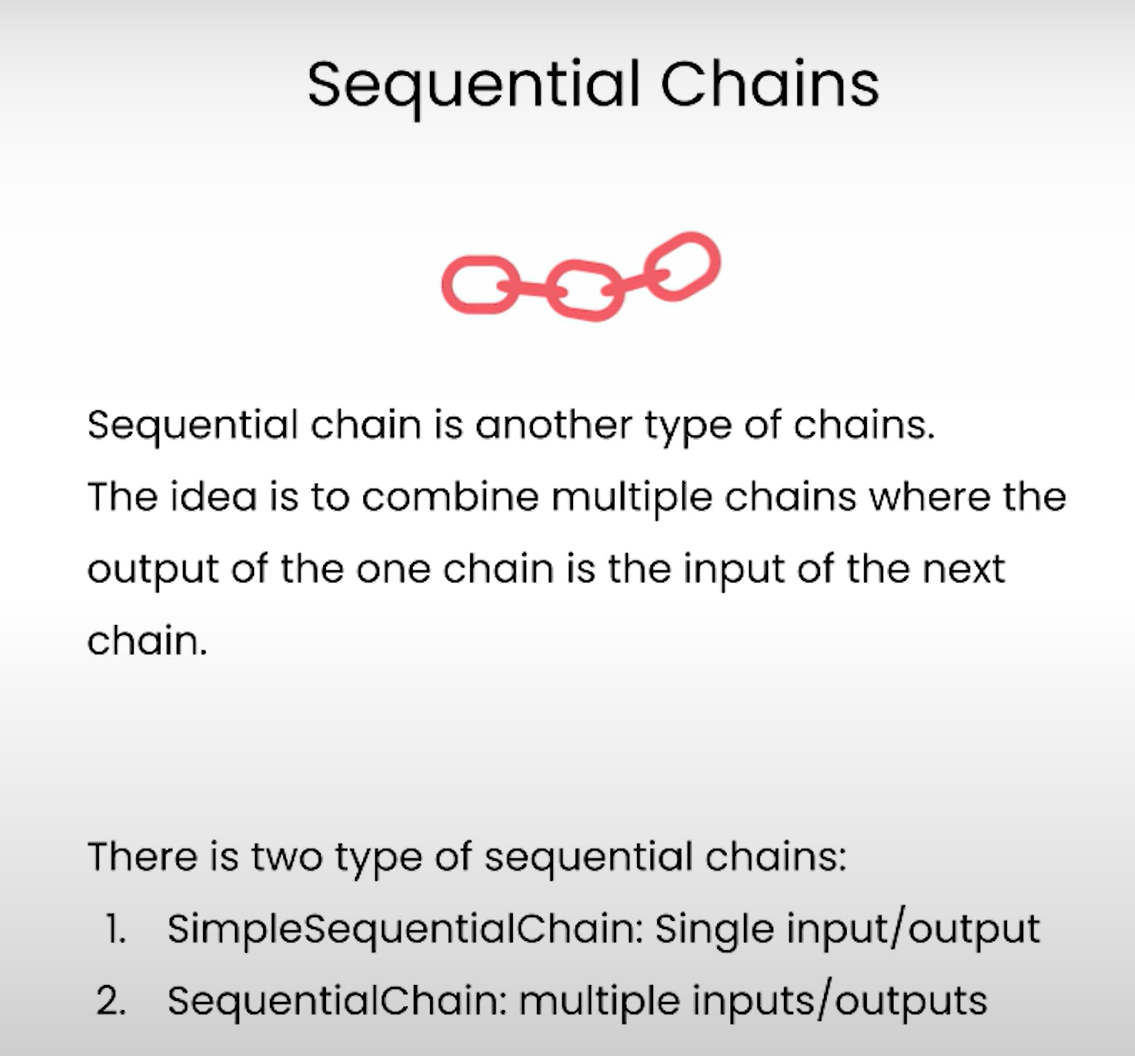 Sequential Chains
Sequential chain is another type of chains.
The idea is to combine multiple chains where the
output of the one chain is the input of the next
chain.
There is two type of sequential chains:
1. SimpleSequentialChain: Single input/output
2. SequentialChain: multiple inputs/outputs